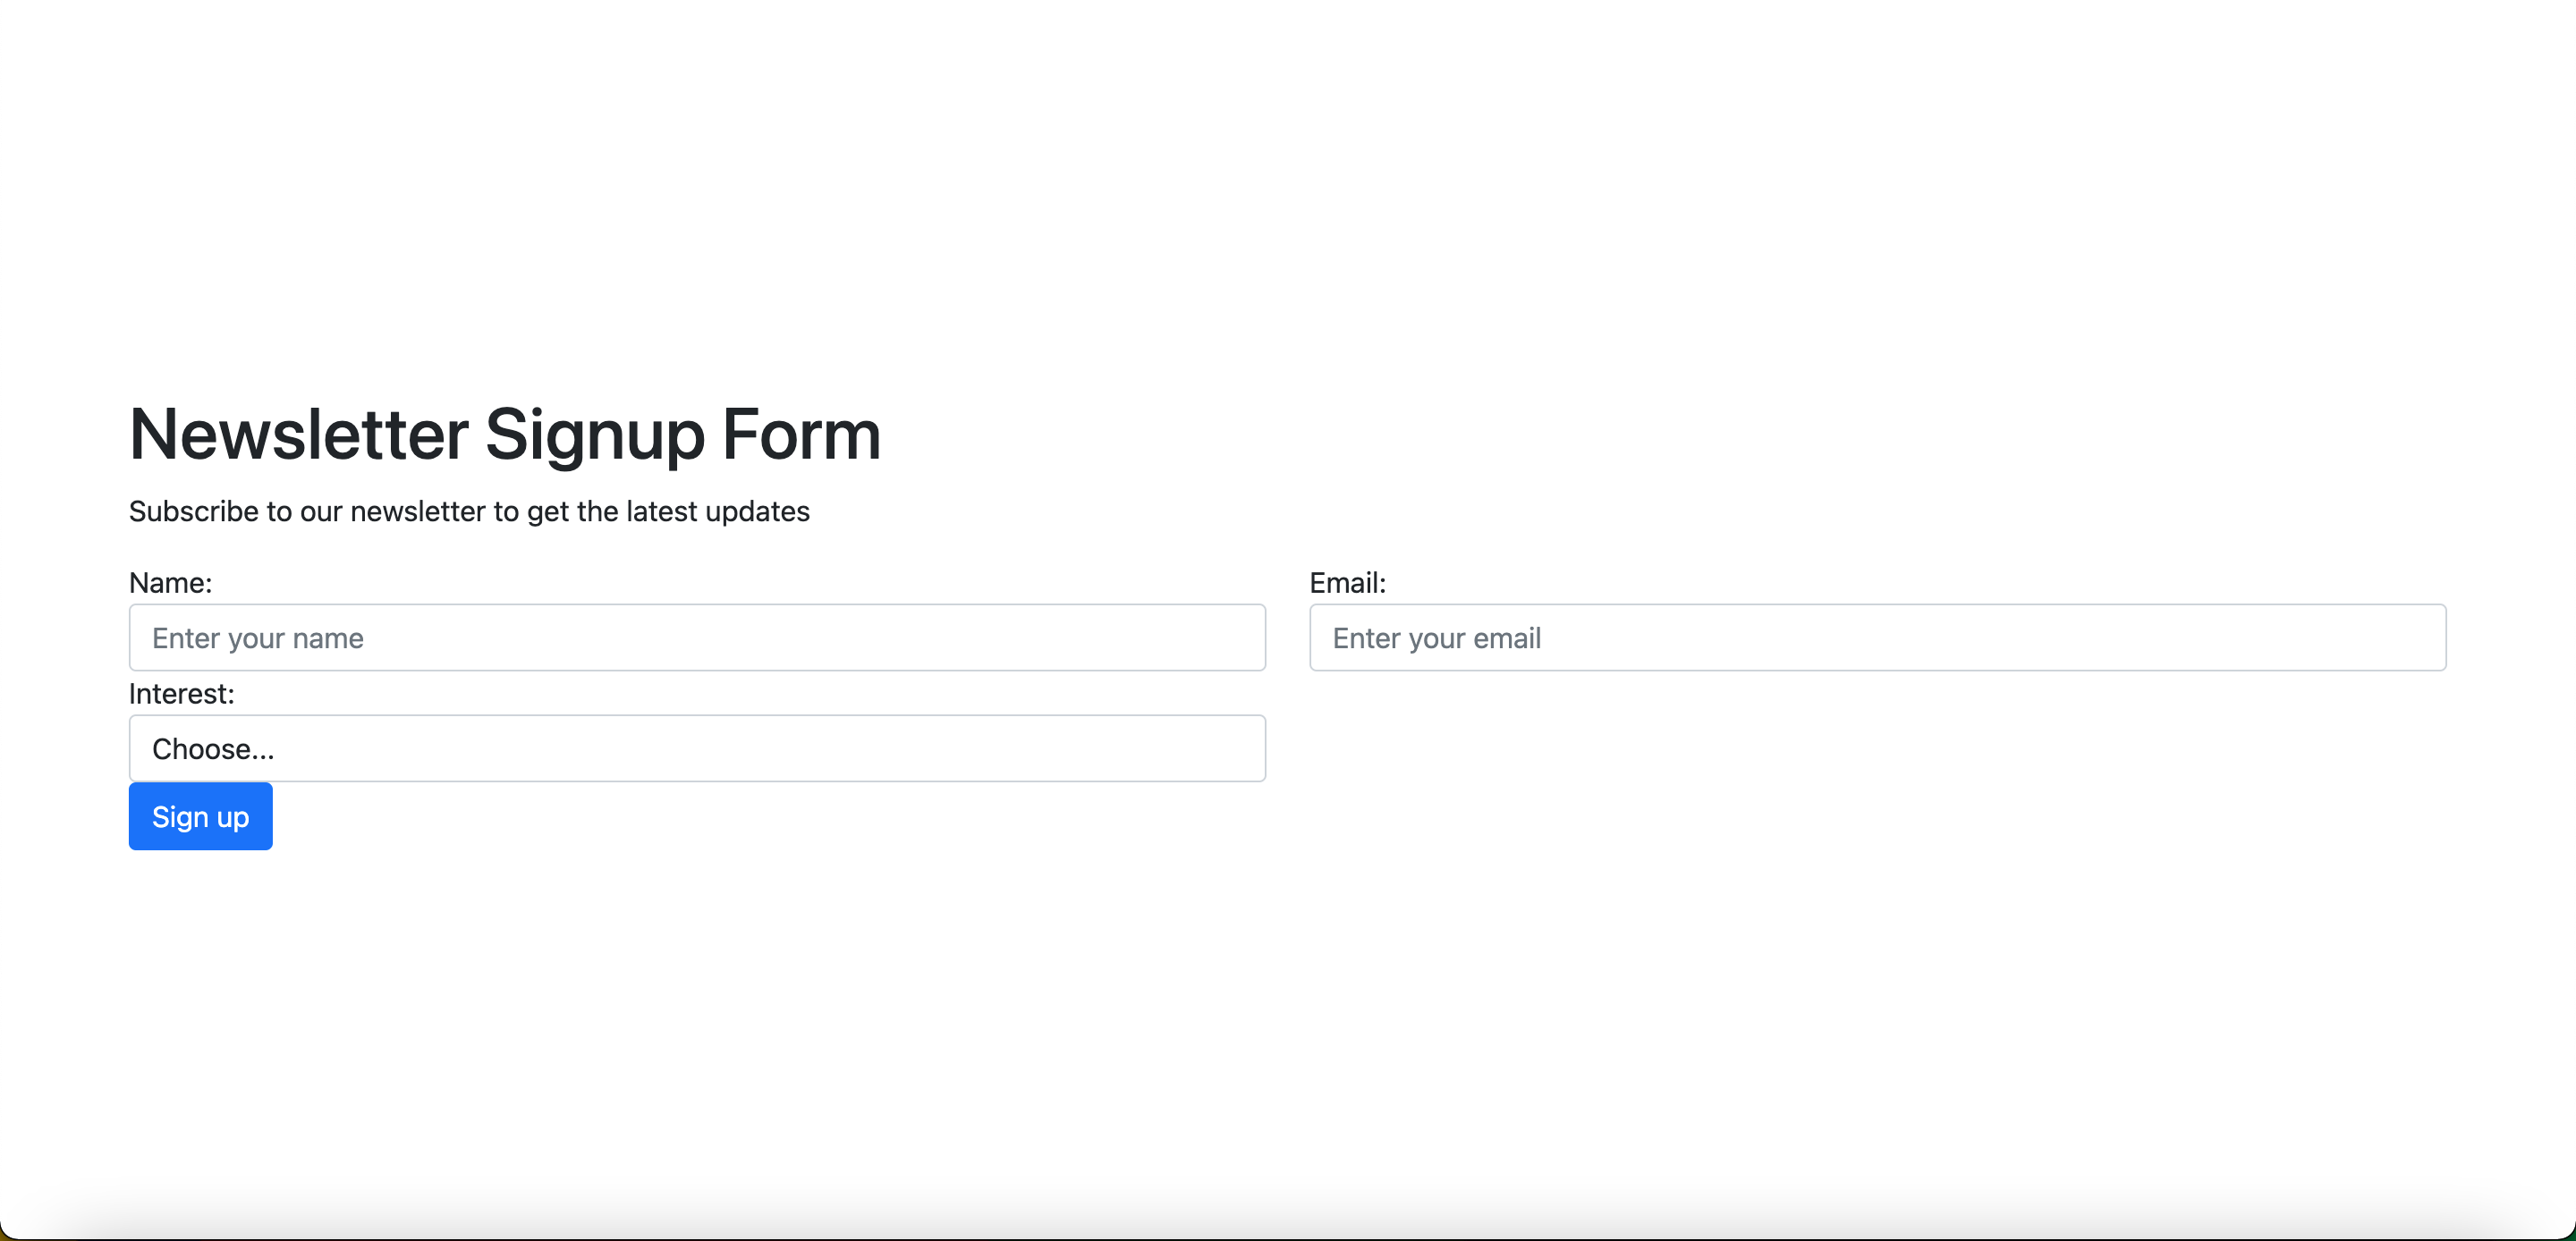 Newsletter Signup Form
Subscribe to our newsletter to get the latest updates
Name:
Email:
Enter your name
Enter your email
Interest:
Choose...
Sign up